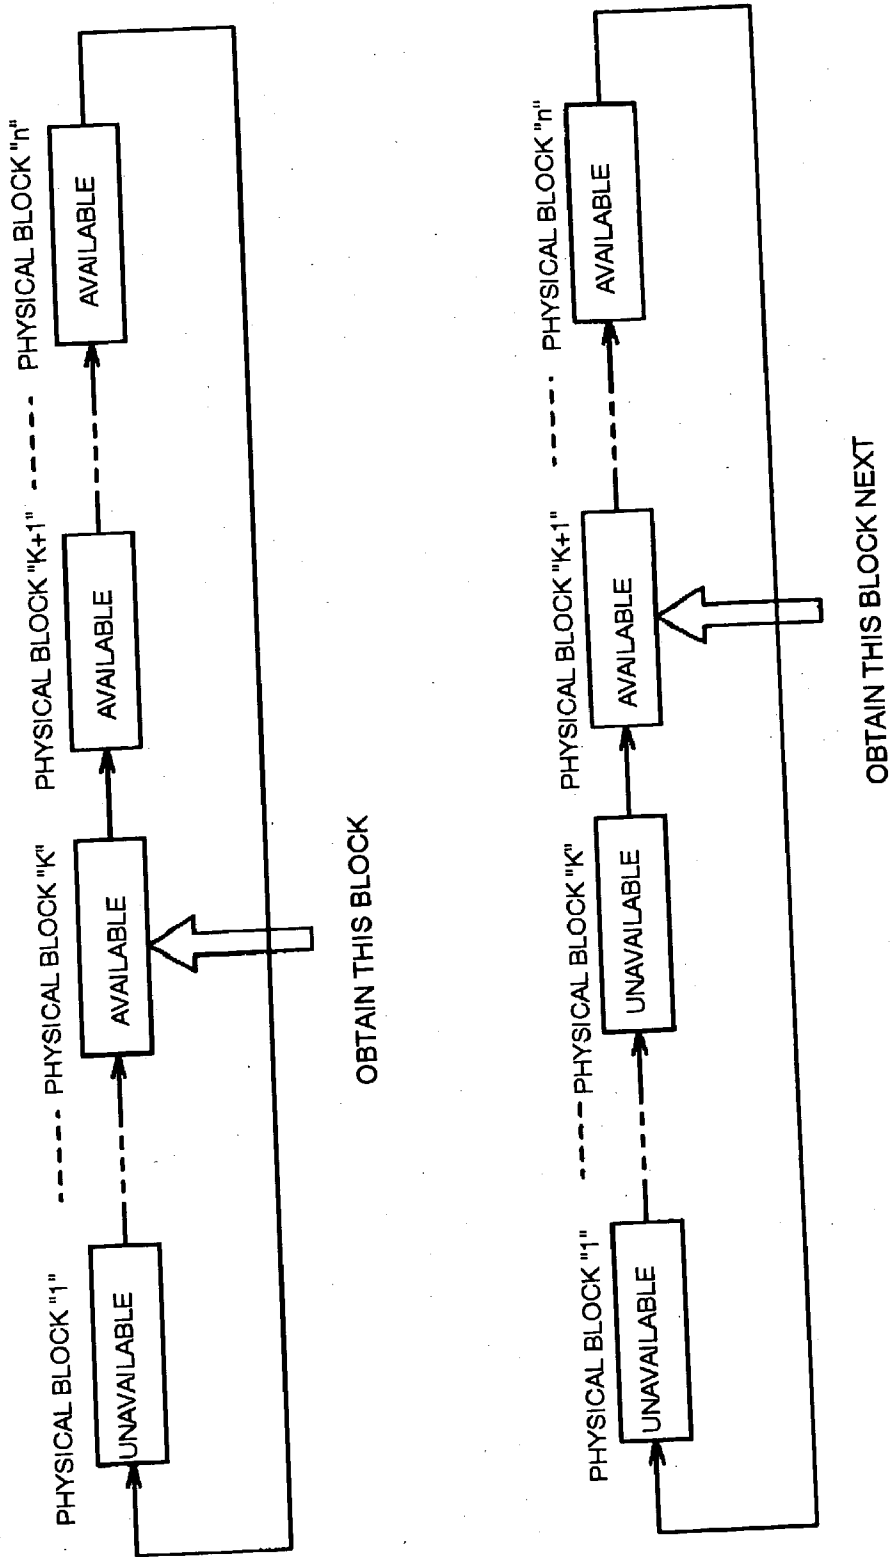 PHYSICAL BLOCK "1" ----- PHYSICAL BLOCK "K" PHYSICAL BLOCK "K+1" ----- PHYSICAL BLOCK "n"
UNAVAILABLE AVAILABLE AVAILABLE AVAILABLE
OBTAIN THIS BLOCK
PHYSICAL BLOCK "1" ----- PHYSICAL BLOCK "K" PHYSICAL BLOCK "K+1" ----- PHYSICAL BLOCK "n"
UNAVAILABLE UNAVAILABLE AVAILABLE AVAILABLE
OBTAIN THIS BLOCK NEXT